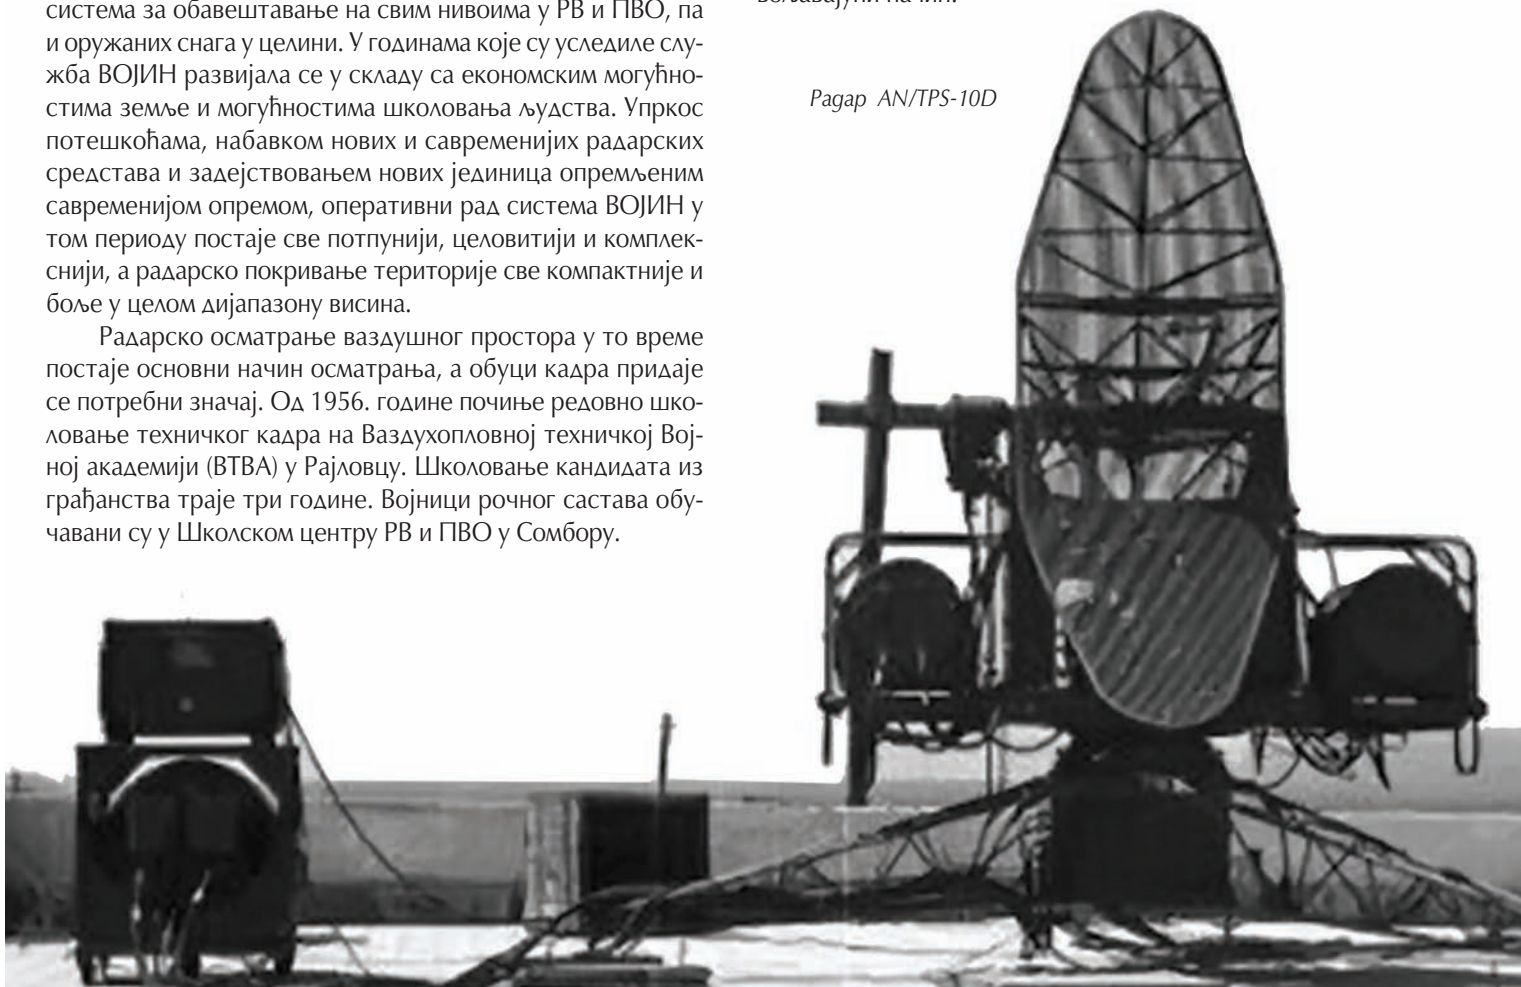 система за обавештавање на свим нивоима у РВ и ПВО, па
и оружаних снага у целини. У годинама које су уследиле слу-
жба ВОЈИН развијала се у складу са економским могућно-
стима земље и могућностима школовања људства. Упркос
потешкоћама, набавком нових и савременијих радарских
средстава и задејствовањем нових јединица опремљеним
савременијом опремом, оперативни рад система ВОЈИН у
том периоду постаје све потпунији, целовитији и комплек-
снији, а радарско покривање територије све компактније и
боље у целом дијапазону висина.
Радарско осматрање ваздушног простора у то време
постаје основни начин осматрања, а обуци кадра придаје
се потребни значај. Од 1956. године почиње редовно шко-
ловање техничког кадра на Ваздухопловној техничкој Вој-
ној академији (ВТВА) у Рајловцу. Школовање кандидата из
грађанства траје три године. Војници рочног састава обу-
чавани су у Школском центру РВ и ПВО у Сомбору.
Радар AN/TPS-10D